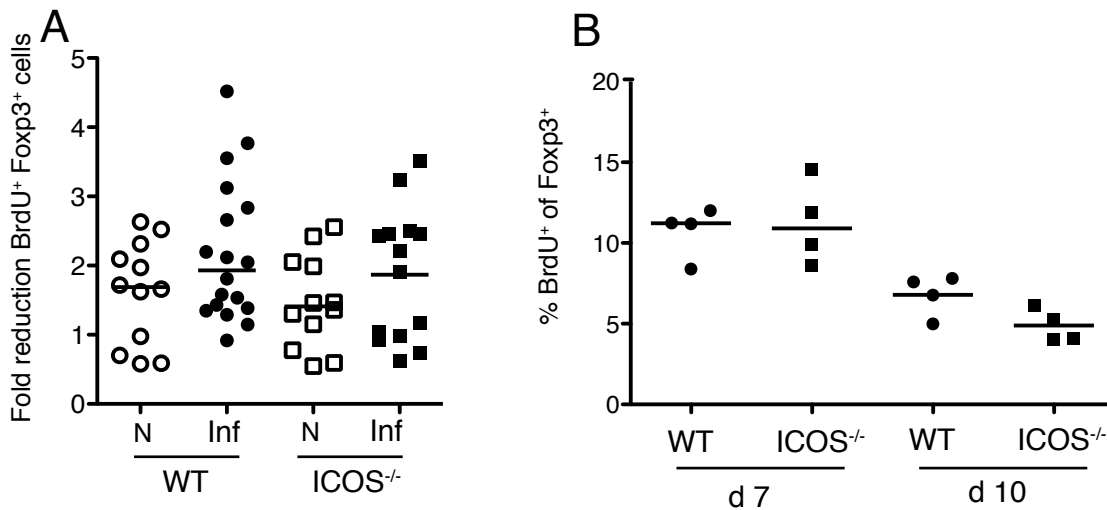 A
Fold reduction BrdU⁺ Foxp3⁺ cells
5
4
3
2
1
0
N Inf N Inf
WT ICOS⁻/⁻
B
% BrdU⁺ of Foxp3⁺
20
15
10
5
0
WT ICOS⁻/⁻ WT ICOS⁻/⁻
d 7 d 10